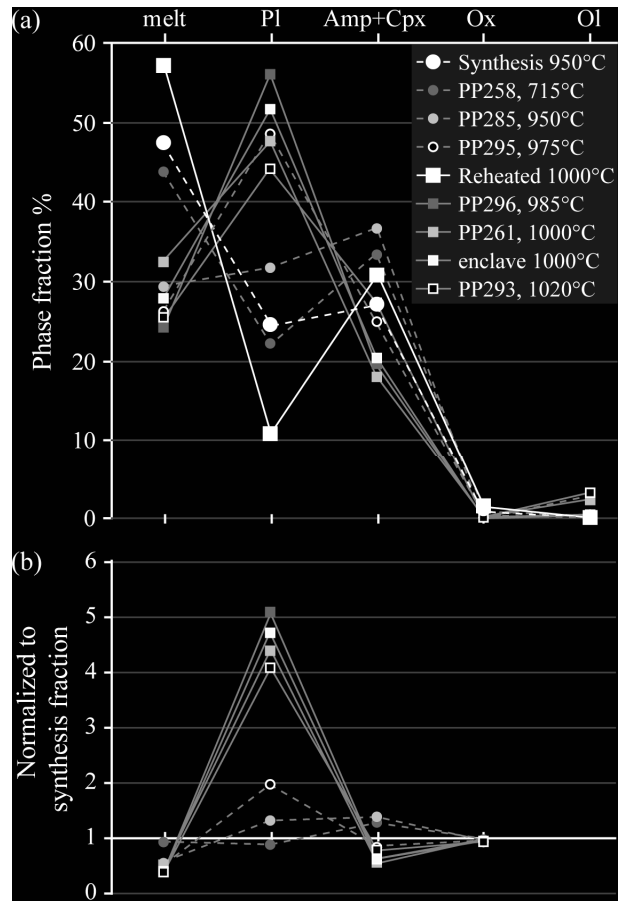 (a)
melt Pl Amp+Cpx Ox Ol
60
50
40
30
20
10
0
Phase fraction %
Synthesis 950°C
PP258, 715°C
PP285, 950°C
PP295, 975°C
Reheated 1000°C
PP296, 985°C
PP261, 1000°C
enclave 1000°C
PP293, 1020°C
(b)
6
5
4
3
2
1
0
Normalized to
synthesis fraction